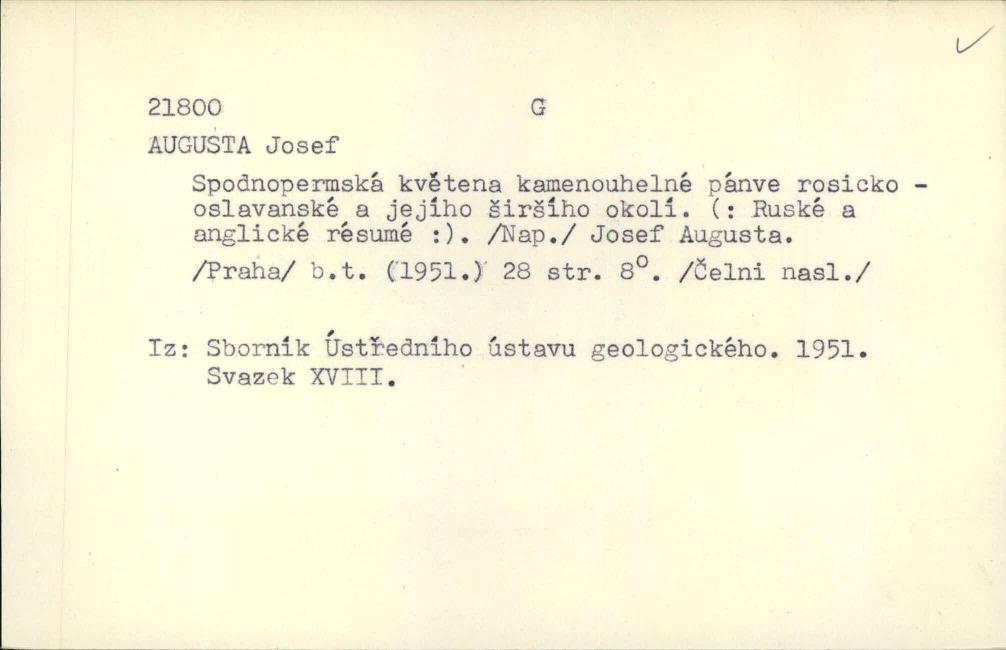 21800 G
AUGUSTA Josef
Spodnopermská květena kamenouhelné pánve rosicko -
oslavanské a jejího širšího okolí. (: Ruské a
anglické résumé :). /Nap./ Josef Augusta.
/Praha/ b.t. (1951.) 28 str. 8°. /Čelni nasl./
Iz: Sborník Ústředního ústavu geologického. 1951.
Svazek XVIII.